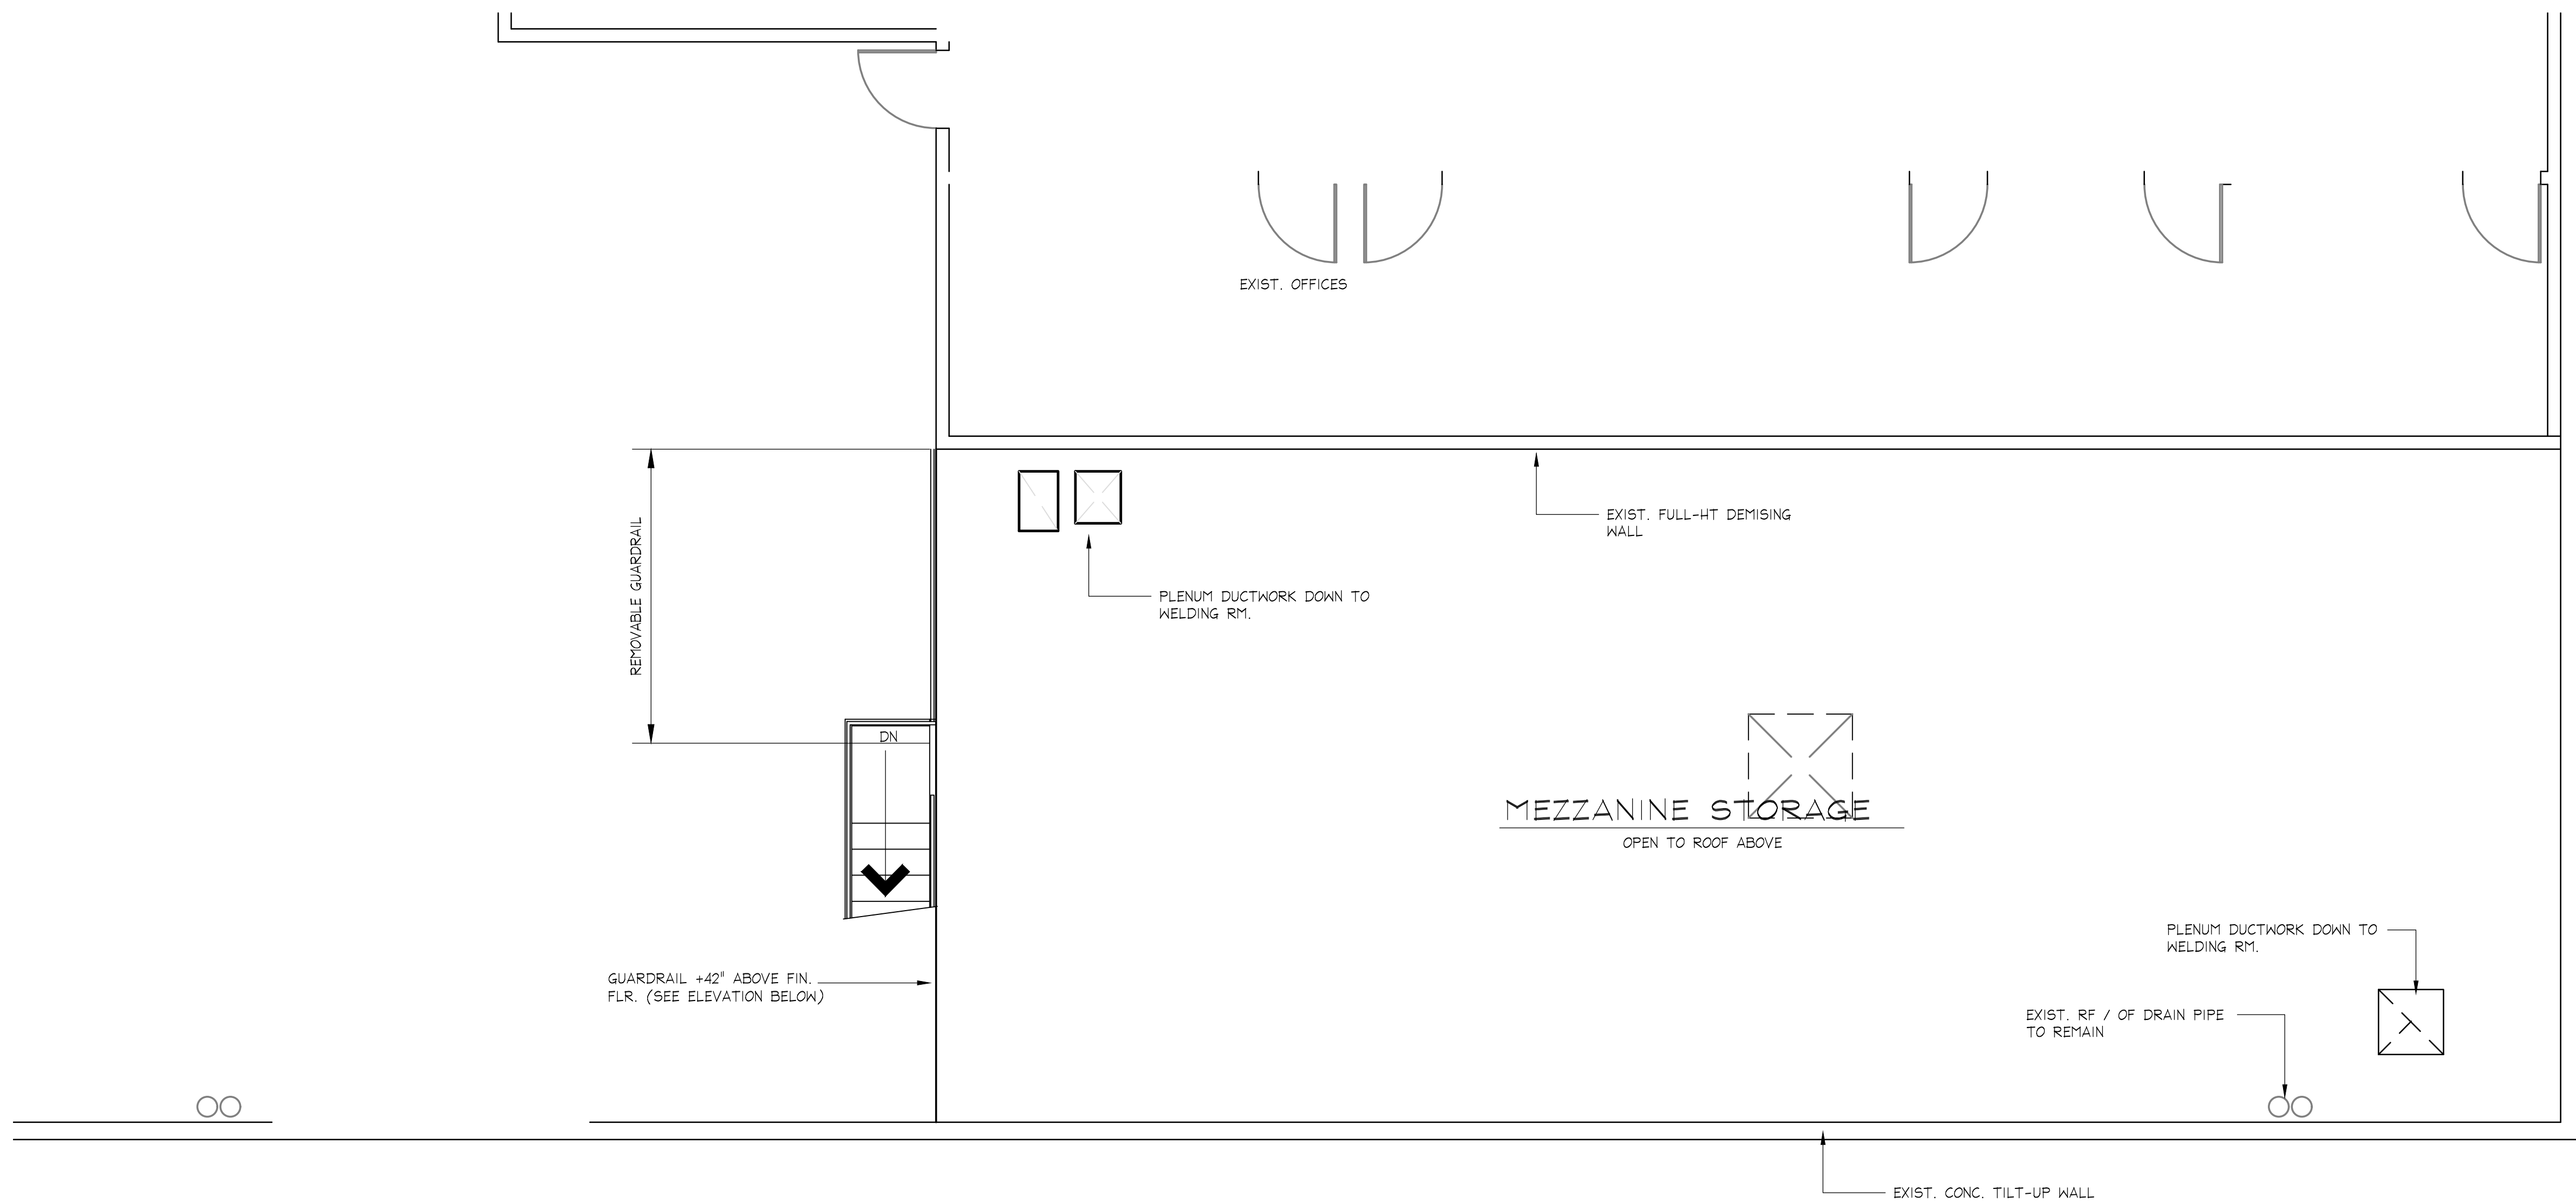 EXIST. OFFICES
EXIST. FULL-HT DEMISING
WALL
REMOVABLE GUARDRAIL
PLENUM DUCTWORK DOWN TO
WELDING RM.
DN
MEZZANINE STORAGE
OPEN TO ROOF ABOVE
PLENUM DUCTWORK DOWN TO
WELDING RM.
GUARDRAIL +42" ABOVE FIN.
FLR. (SEE ELEVATION BELOW)
EXIST. RF / OF DRAIN PIPE
TO REMAIN
EXIST. CONC. TILT-UP WALL